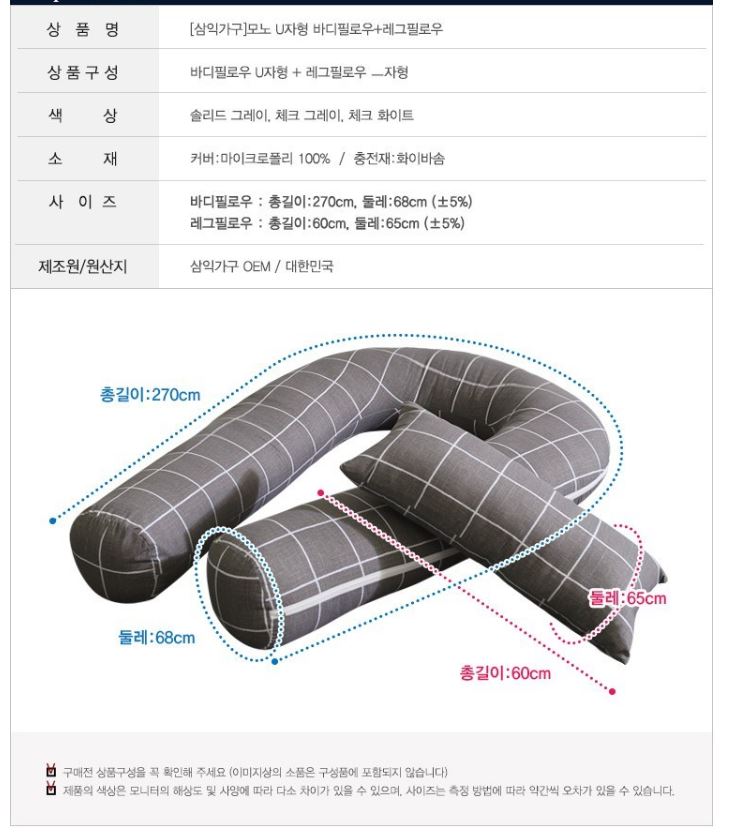 상 품 명 [삼익가구]모노 U자형 바디필로우+레그필로우
상품구성 바디필로우 U자형 + 레그필로우 ―자형
색 상 솔리드 그레이, 체크 그레이, 체크 화이트
소 재 커버:마이크로폴리 100% / 충전재:화이바솜
사 이 즈 바디필로우 : 총길이:270cm, 둘레:68cm (±5%)
레그필로우 : 총길이:60cm, 둘레:65cm (±5%)
제조원/원산지 삼익가구 OEM / 대한민국
총길이:270cm
둘레:65cm
둘레:68cm
총길이:60cm
구매전 상품구성을 꼭 확인해 주세요 (이미지상의 소품은 구성품에 포함되지 않습니다)
제품의 색상은 모니터의 해상도 및 사양에 따라 다소 차이가 있을 수 있으며, 사이즈는 측정 방법에 따라 약간씩 오차가 있을 수 있습니다.